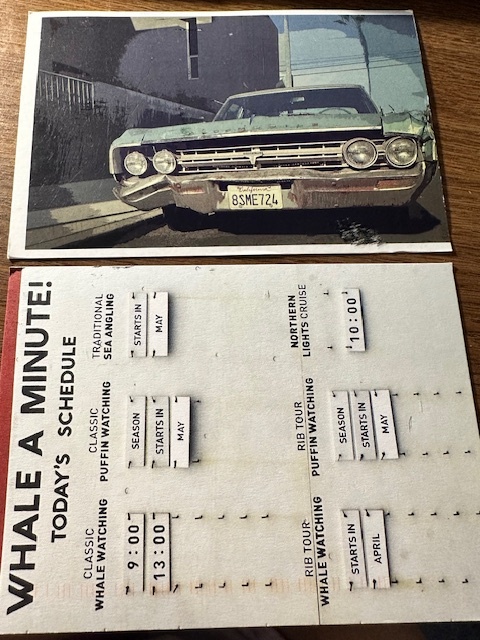 California
8SME724
WHALE A MINUTE!
TODAY'S SCHEDULE
CLASSIC
WHALE WATCHING
9:00
13:00
CLASSIC
PUFFIN WATCHING
SEASON
STARTS IN
MAY
TRADITIONAL
SEA ANGLING
STARTS IN
MAY
RIB TOUR
WHALE WATCHING
STARTS IN
APRIL
RIB TOUR
PUFFIN WATCHING
SEASON
STARTS IN
MAY
NORTHERN
LIGHTS CRUISE
10:00